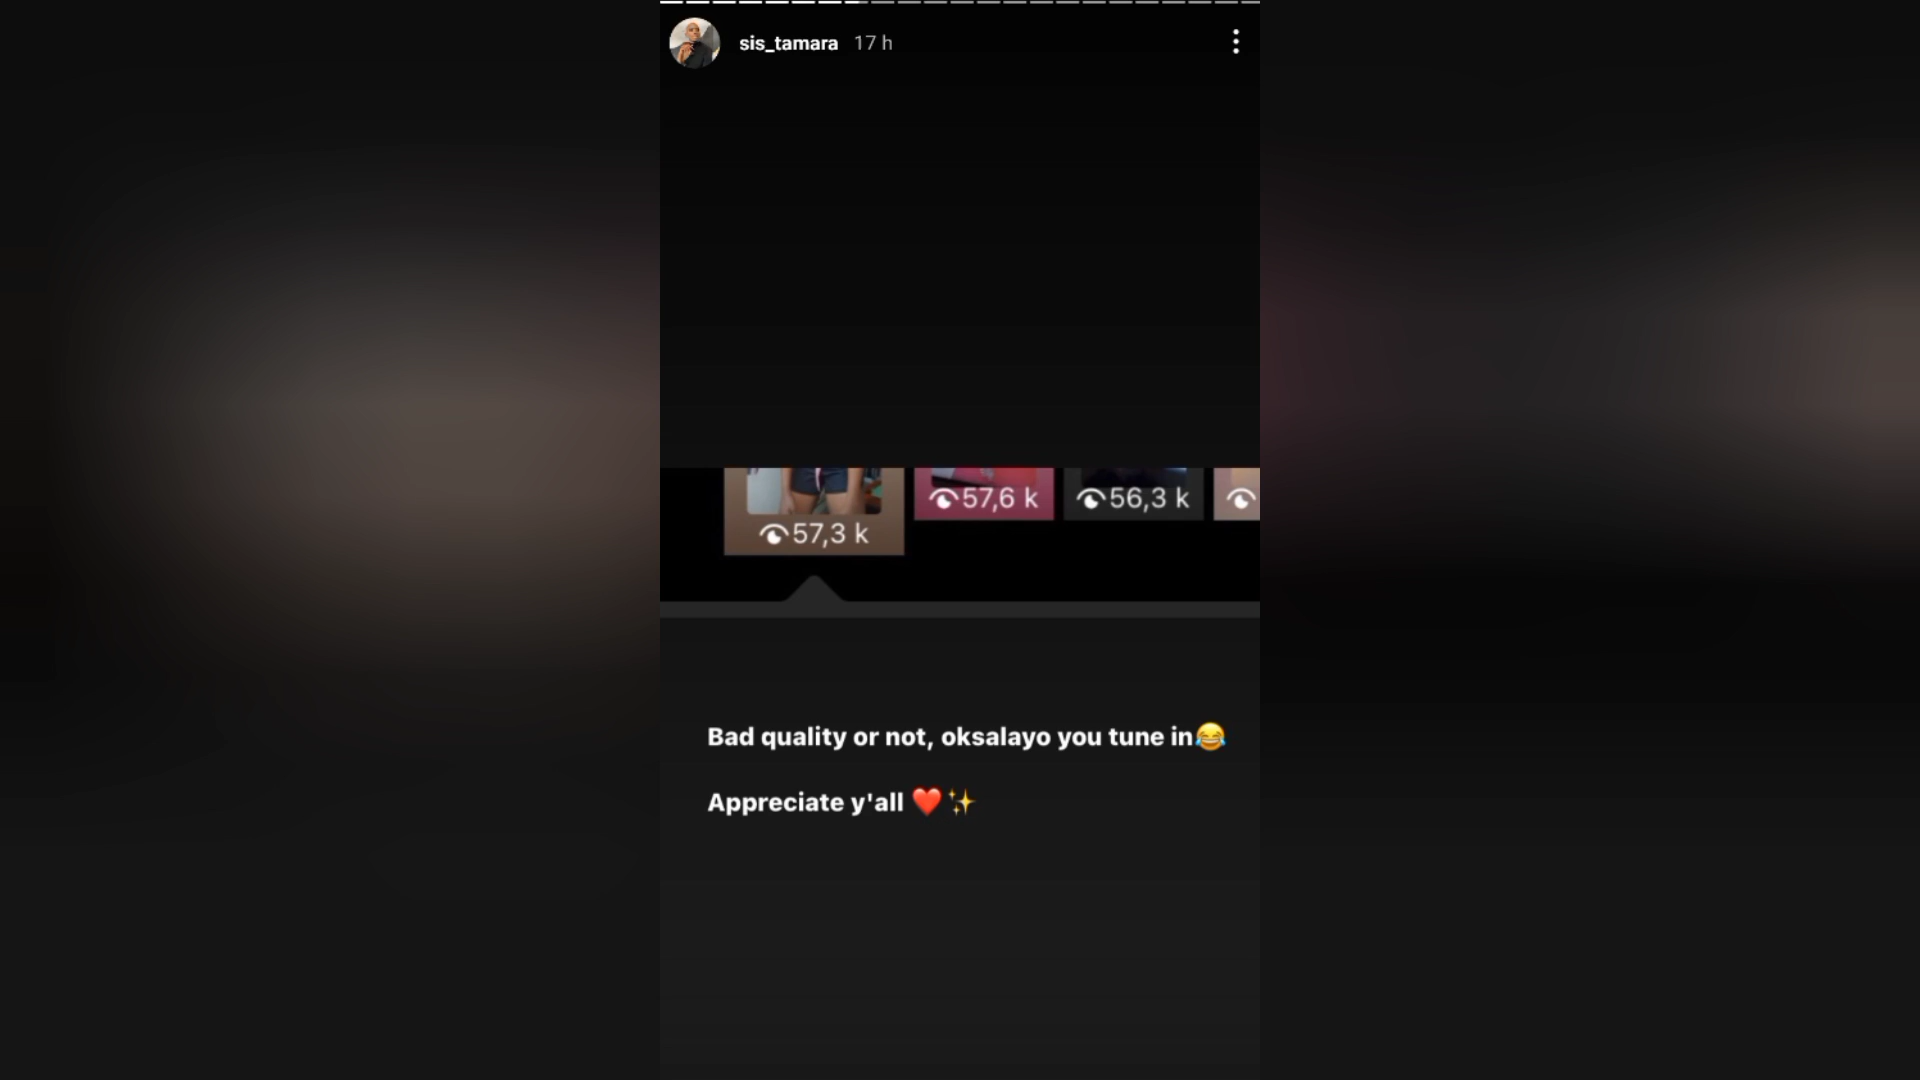 sis_tamara 17 h
57,3 k
57,6 k
56,3 k
Bad quality or not, oksalayo you tune in😂
Appreciate y'all ❤️✨